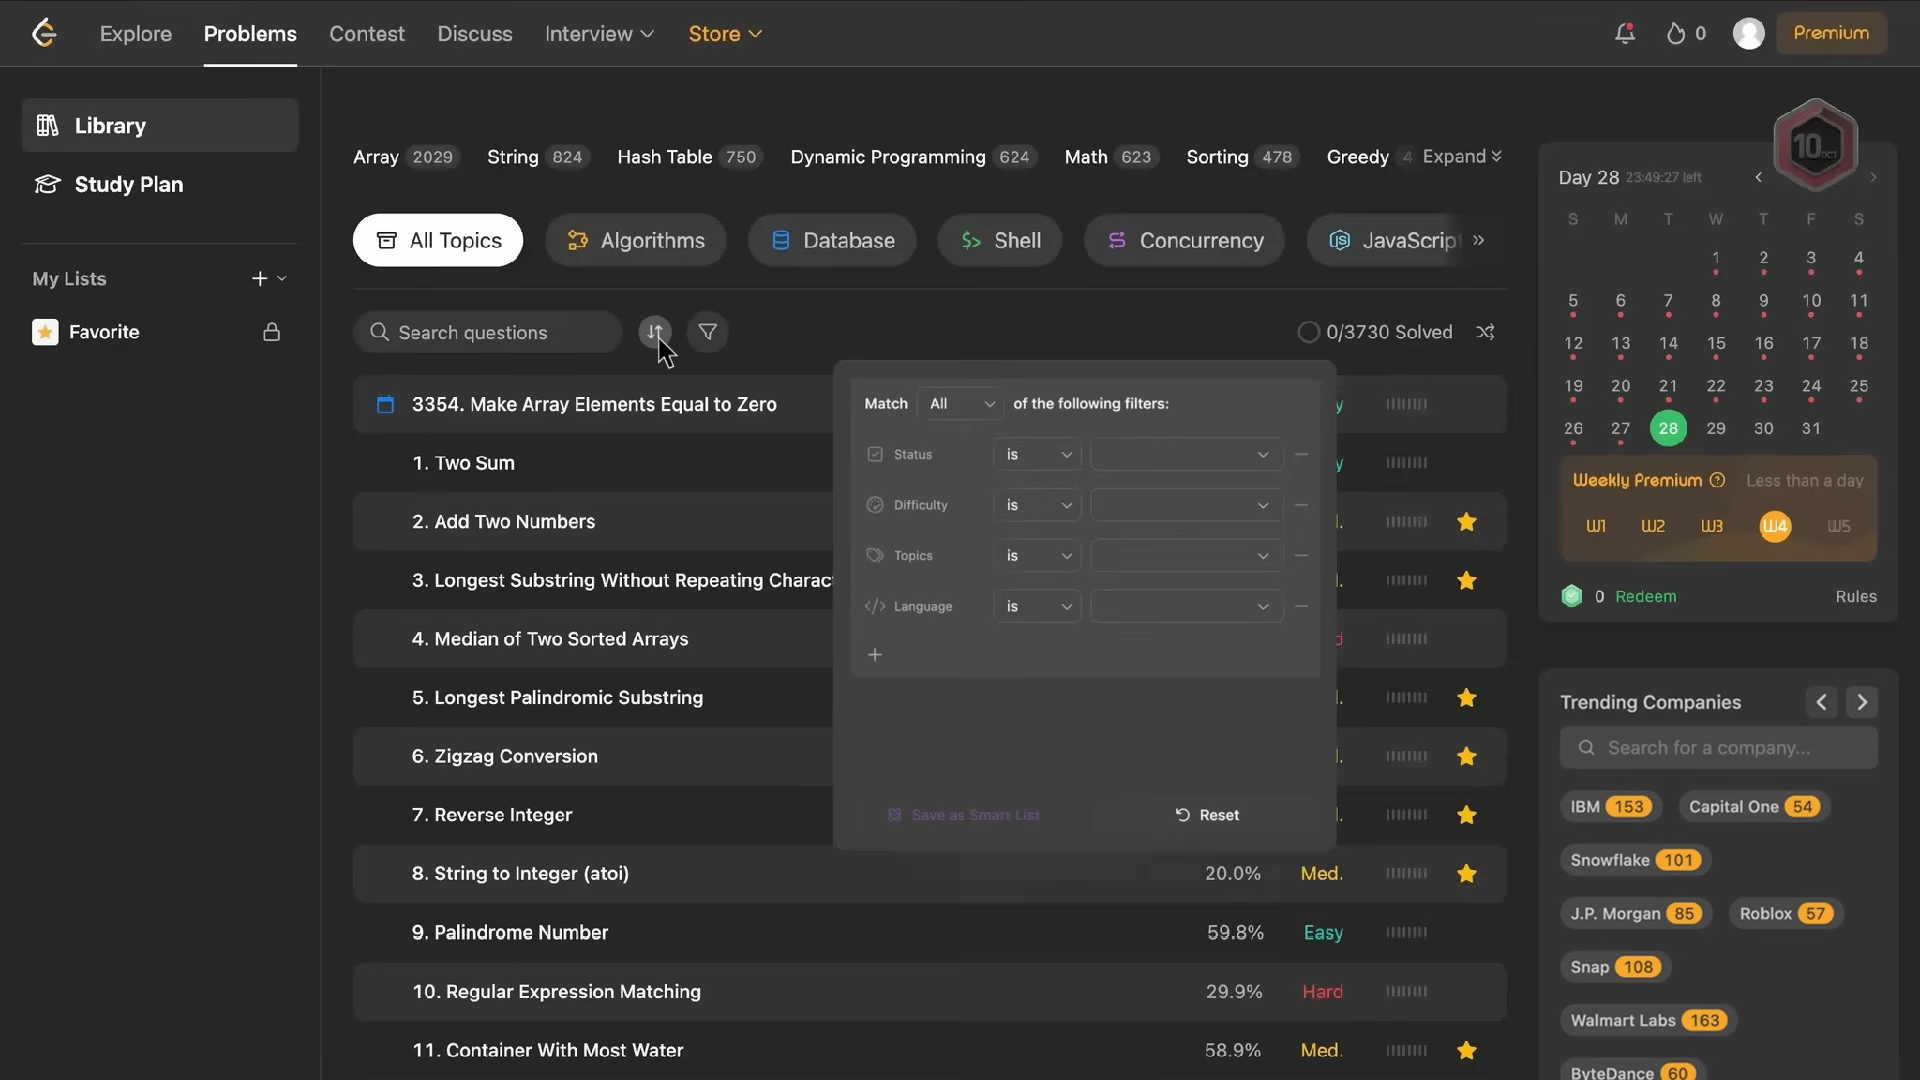 Explore Problems Contest Discuss Interview Store
0 Premium
Library
Study Plan
My Lists
Favorite
Array 2029 String 824 Hash Table 750 Dynamic Programming 624 Math 623 Sorting 478 Greedy 4 Expand
All Topics Algorithms Database Shell Concurrency JavaScrip
Search questions
0/3730 Solved
3354. Make Array Elements Equal to Zero
1. Two Sum
2. Add Two Numbers
3. Longest Substring Without Repeating Charac
4. Median of Two Sorted Arrays
5. Longest Palindromic Substring
6. Zigzag Conversion
7. Reverse Integer
8. String to Integer (atoi) 20.0% Med.
9. Palindrome Number 59.8% Easy
10. Regular Expression Matching 29.9% Hard
11. Container With Most Water 58.9% Med.
Match All of the following filters:
Status is
Difficulty is
Topics is
Language is
Save as Smart List Reset
10 OCT
Day 28 23:49:27 left
S M T W T F S
1 2 3 4
5 6 7 8 9 10 11
12 13 14 15 16 17 18
19 20 21 22 23 24 25
26 27 28 29 30 31
Weekly Premium Less than a day
W1 W2 W3 W4 W5
0 Redeem Rules
Trending Companies
Search for a company...
IBM 153 Capital One 54
Snowflake 101
J.P. Morgan 85 Roblox 57
Snap 108
Walmart Labs 163
ByteDance 60